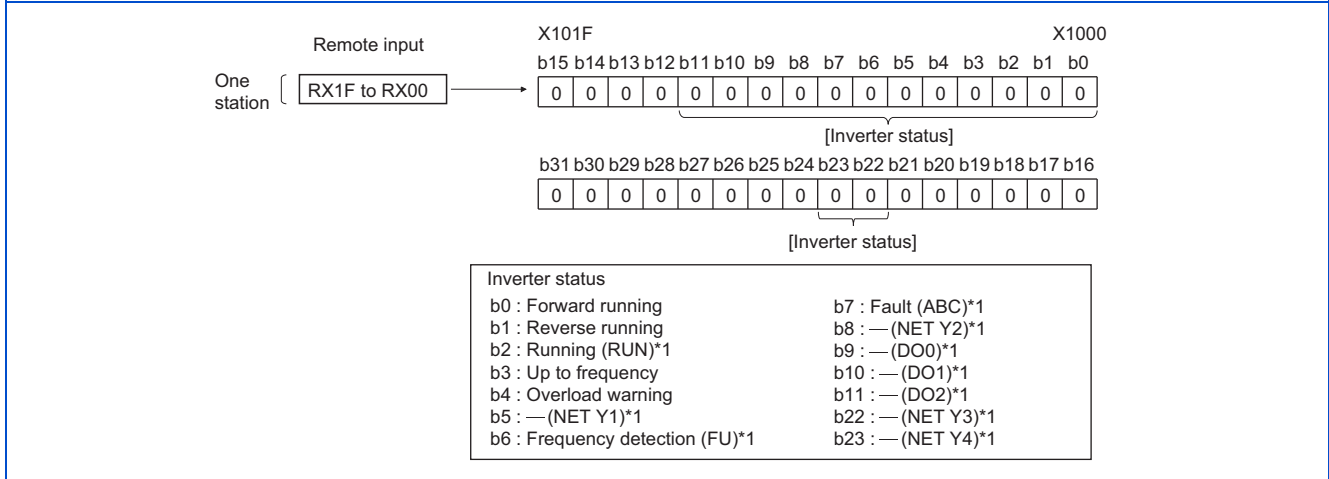 X101F X1000
Remote input
b15 b14 b13 b12 b11 b10 b9 b8 b7 b6 b5 b4 b3 b2 b1 b0
One station RX1F to RX00 0 0 0 0 0 0 0 0 0 0 0 0 0 0 0 0
[Inverter status]
b31 b30 b29 b28 b27 b26 b25 b24 b23 b22 b21 b20 b19 b18 b17 b16
0 0 0 0 0 0 0 0 0 0 0 0 0 0 0 0
[Inverter status]
Inverter status
b0 : Forward running
b1 : Reverse running
b2 : Running (RUN)*1
b3 : Up to frequency
b4 : Overload warning
b5 : — (NET Y1)*1
b6 : Frequency detection (FU)*1
b7 : Fault (ABC)*1
b8 : — (NET Y2)*1
b9 : — (DO0)*1
b10 : — (DO1)*1
b11 : — (DO2)*1
b22 : — (NET Y3)*1
b23 : — (NET Y4)*1